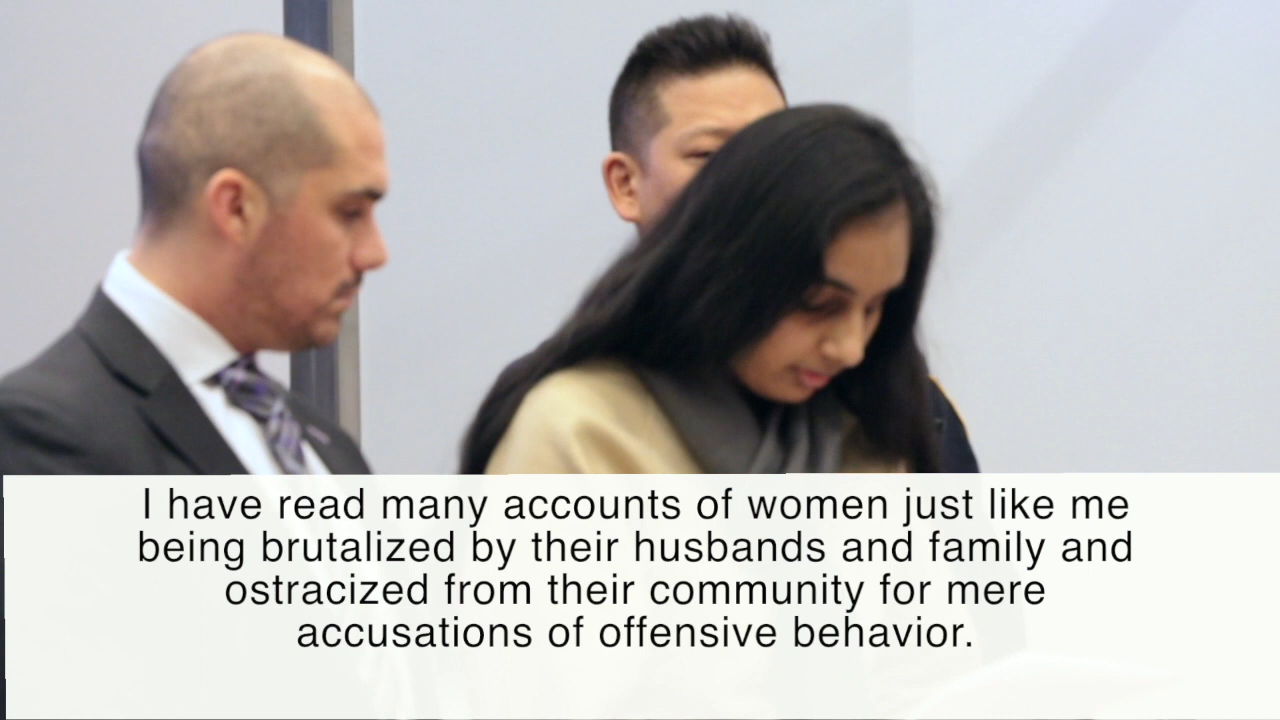 I have read many accounts of women just like me
being brutalized by their husbands and family and
ostracized from their community for mere
accusations of offensive behavior.